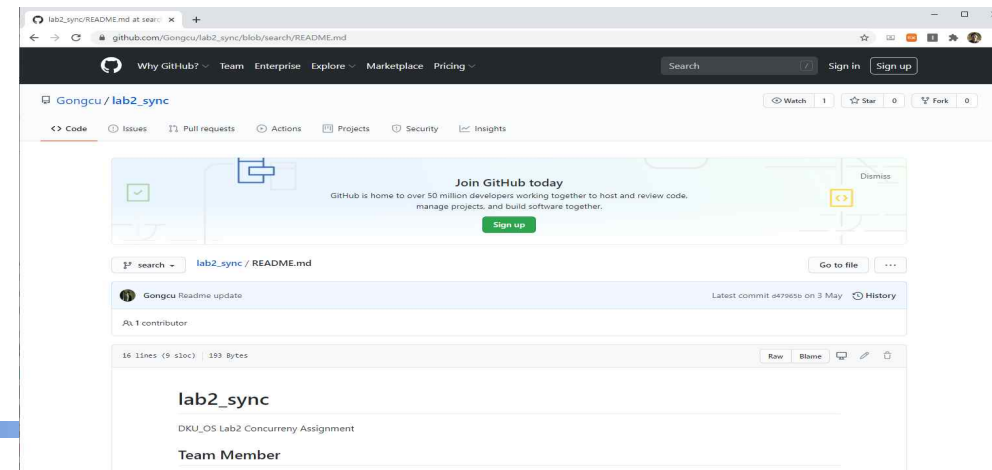 lab2_sync/README.md at searc
github.com/Gongcu/lab2_sync/blob/search/README.md
Why GitHub? Team Enterprise Explore Marketplace Pricing Search / Sign in Sign up
Gongcu / lab2_sync Watch 1 Star 0 Fork 0
<> Code Issues Pull requests Actions Projects Security Insights
Join GitHub today
Dismiss
GitHub is home to over 50 million developers working together to host and review code,
manage projects, and build software together.
Sign up
search lab2_sync / README.md Go to file ...
Gongcu Readme update Latest commit d47965b on 3 May History
1 contributor
16 lines (9 sloc) 193 Bytes Raw Blame
lab2_sync
DKU_OS Lab2 Concurreny Assignment
Team Member